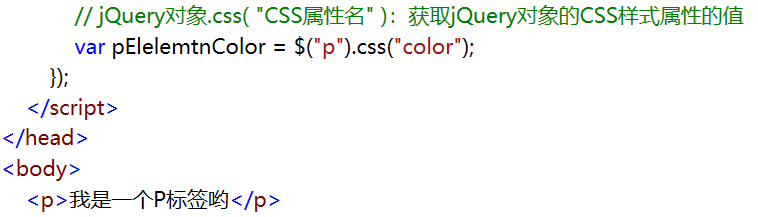 // jQuery对象.css( "CSS属性名" )：获取jQuery对象的CSS样式属性的值
var pElelemtnColor = $("p").css("color");
});
</script>
</head>
<body>
<p>我是一个P标签哟</p>